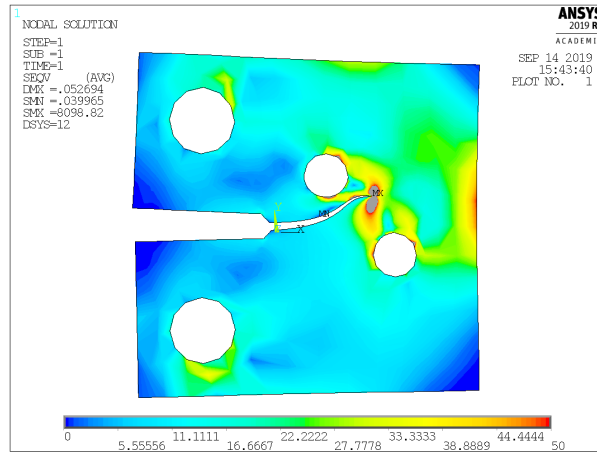 1
NODAL SOLUTION
STEP=1
SUB =1
TIME=1
SEQV (AVG)
DMX =.052694
SMN =.039965
SMX =8098.82
DSYS=12
ANSYS
2019 R
ACADEMI
SEP 14 2019
15:43:40
PLOT NO. 1
MX
MN
Y
X
0
5.55556
11.1111
16.6667
22.2222
27.7778
33.3333
38.8889
44.4444
50